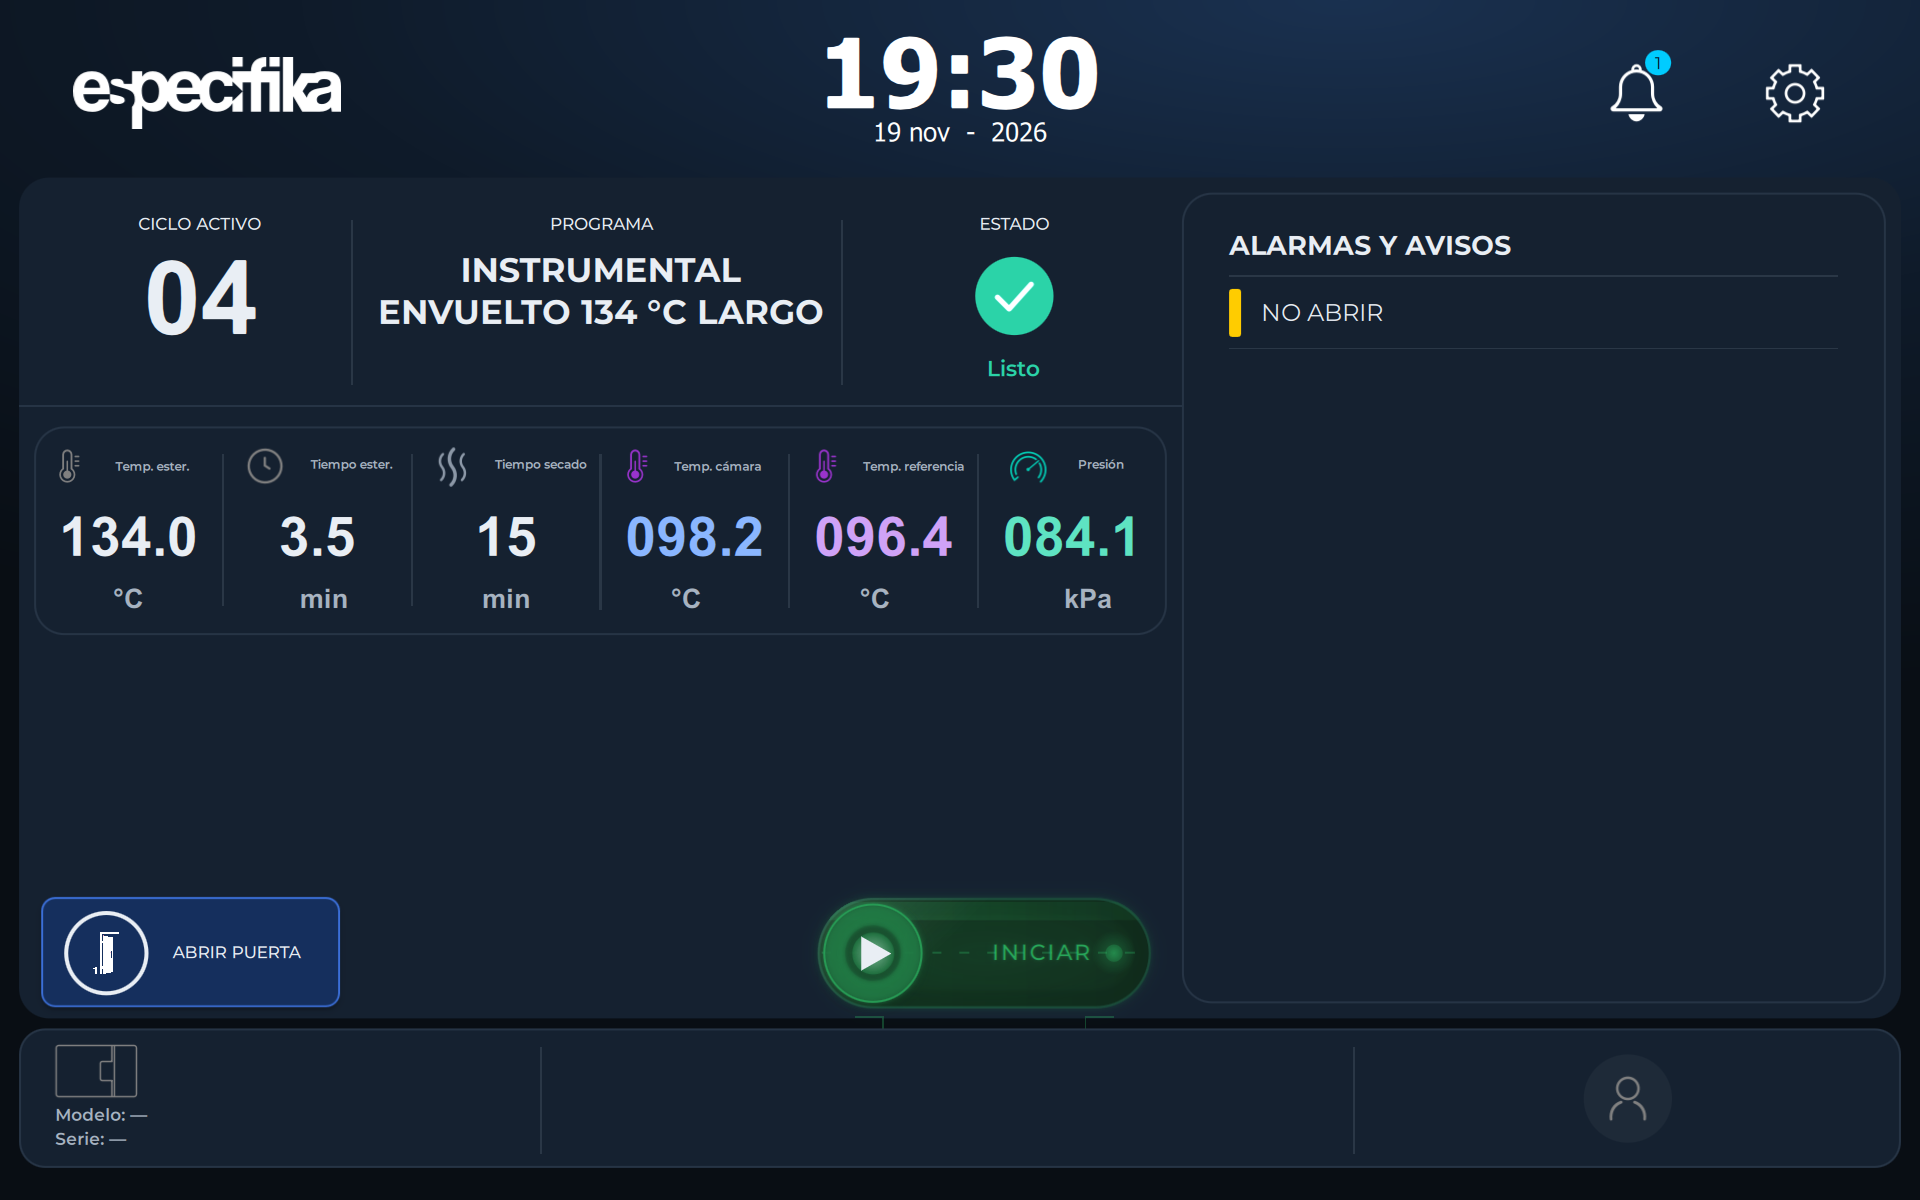 especifika
19:30
19 nov - 2026
1
CICLO ACTIVO
04
PROGRAMA
INSTRUMENTAL
ENVUELTO 134 °C LARGO
ESTADO
Listo
ALARMAS Y AVISOS
NO ABRIR
Temp. ester.
134.0
°C
Tiempo ester.
3.5
min
Tiempo secado
15
min
Temp. cámara
098.2
°C
Temp. referencia
096.4
°C
Presión
084.1
kPa
ABRIR PUERTA
INICIAR
Modelo: —
Serie: —